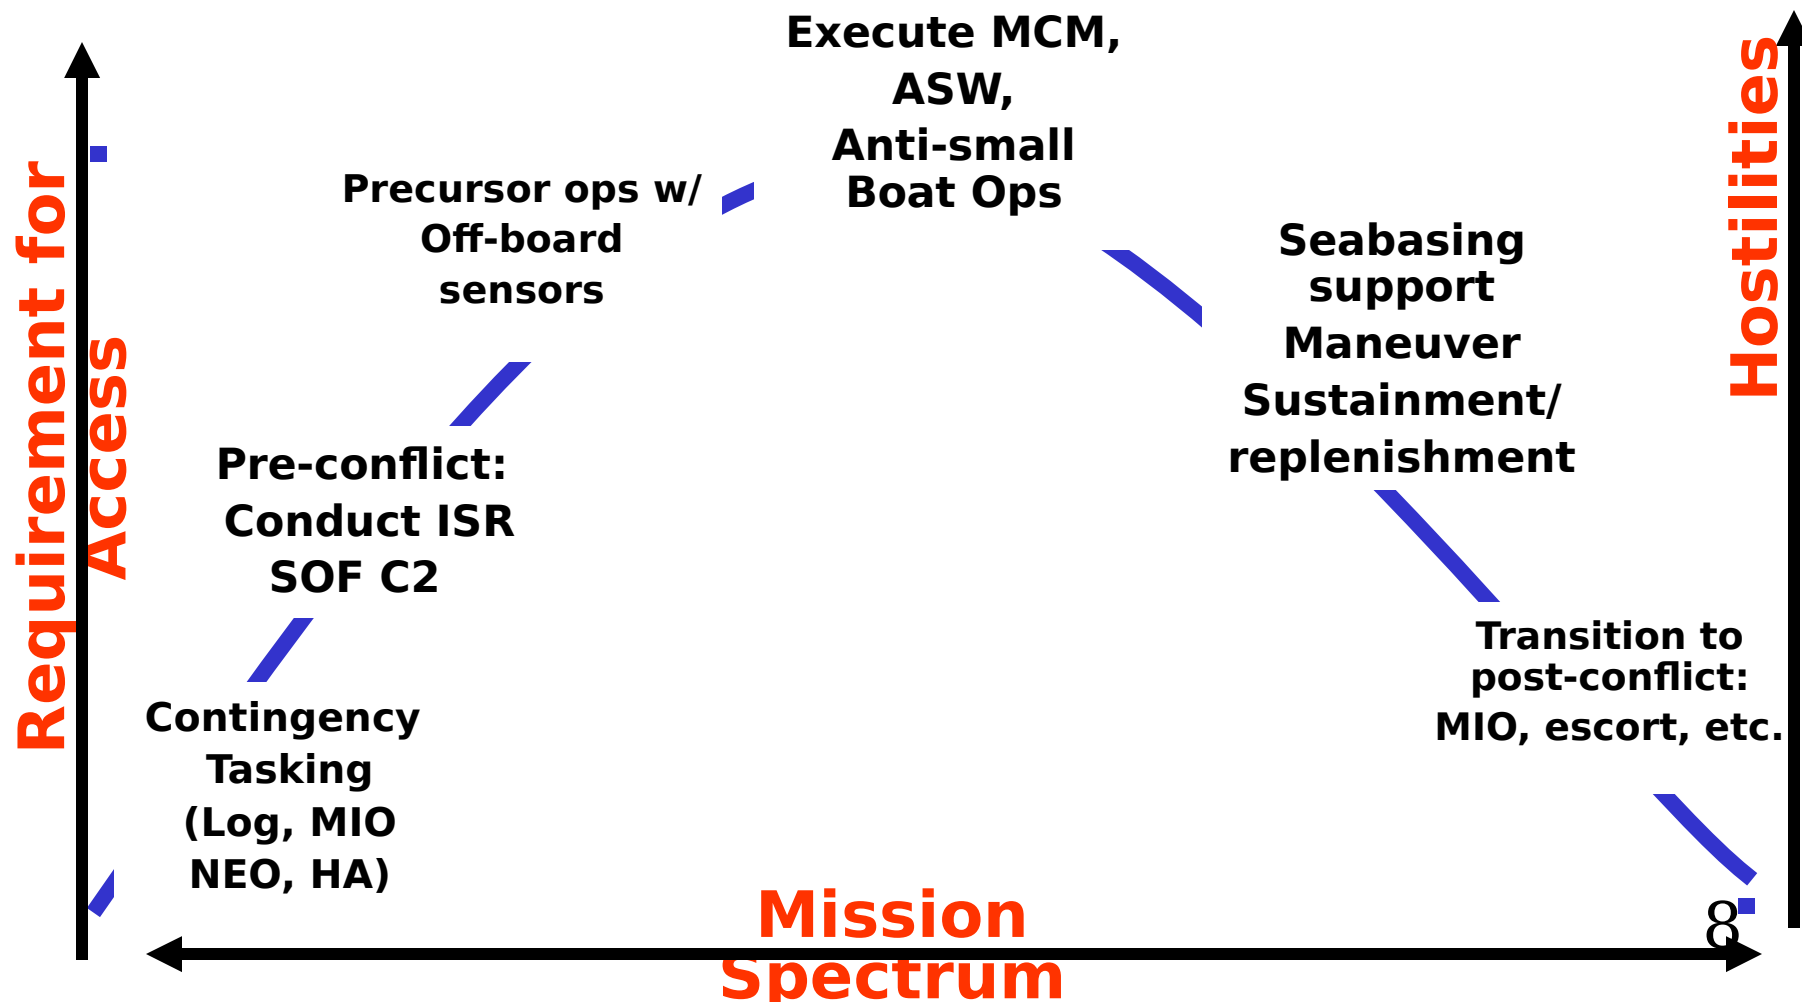 Requirement for
Access
Execute MCM,
ASW,
Anti-small
Boat Ops
Hostilities
Precursor ops w/
Off-board
sensors
Seabasing
support
Maneuver
Sustainment/
replenishment
Pre-conflict:
Conduct ISR
SOF C2
Transition to
post-conflict:
MIO, escort, etc.
Contingency
Tasking
(Log, MIO
NEO, HA)
Mission
Spectrum
8